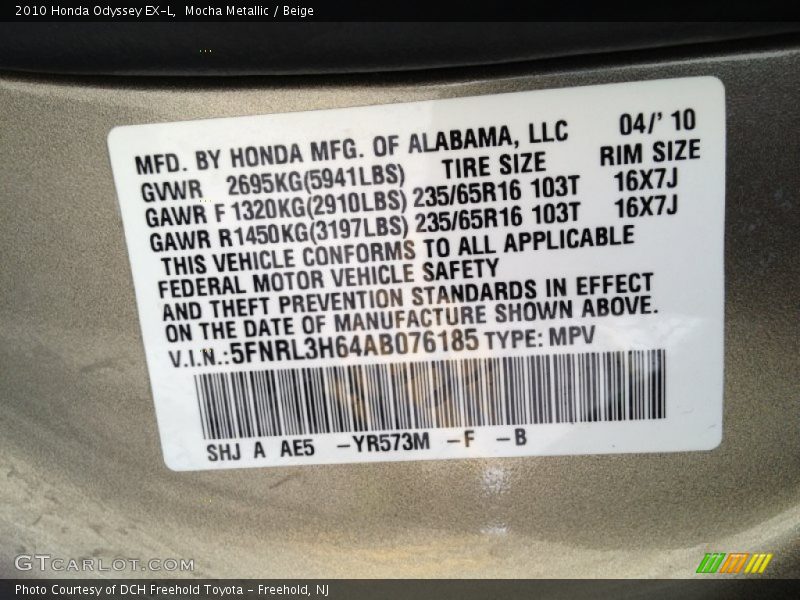 2010 Honda Odyssey EX-L, Mocha Metallic / Beige
MFD. BY HONDA MFG. OF ALABAMA, LLC 04/' 10
GVWR 2695KG(5941LBS) TIRE SIZE RIM SIZE
GAWR F 1320KG(2910LBS) 235/65R16 103T 16X7J
GAWR R1450KG(3197LBS) 235/65R16 103T 16X7J
THIS VEHICLE CONFORMS TO ALL APPLICABLE
FEDERAL MOTOR VEHICLE SAFETY
AND THEFT PREVENTION STANDARDS IN EFFECT
ON THE DATE OF MANUFACTURE SHOWN ABOVE.
V.I.N.:5FNRL3H64AB076185 TYPE: MPV
SHJ A AE5 -YR573M -F -B
GTCARLOT.COM
Photo Courtesy of DCH Freehold Toyota - Freehold, NJ